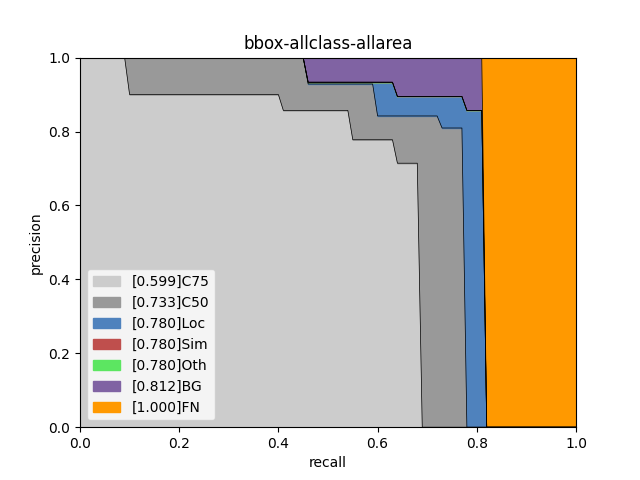 bbox-allclass-allarea
1.0
0.8
0.6
0.4
0.2
0.0
precision
[0.599]C75
[0.733]C50
[0.780]Loc
[0.780]Sim
[0.780]Oth
[0.812]BG
[1.000]FN
0.0 0.2 0.4 0.6 0.8 1.0
recall